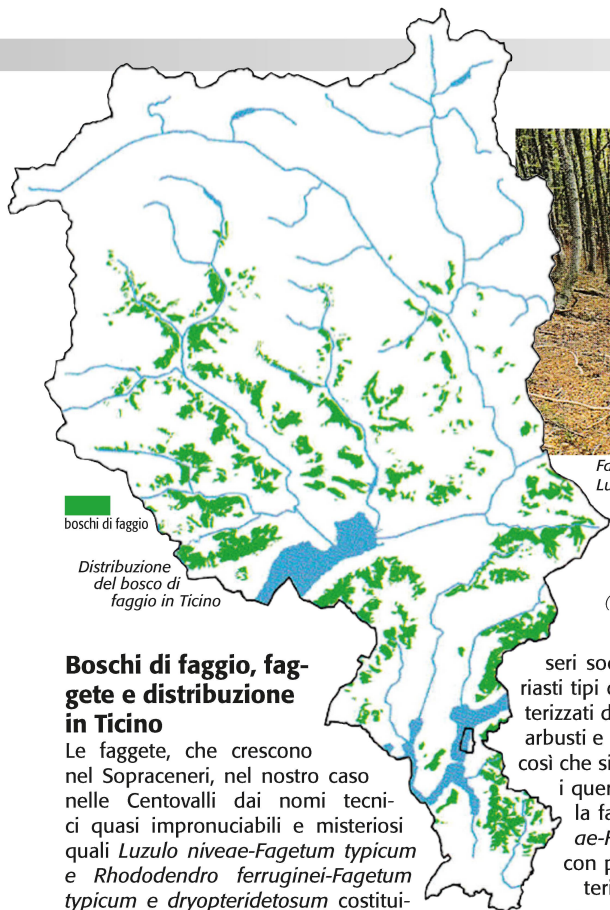 boschi di faggio
Distribuzione
del bosco di
faggio in Ticino
Boschi di faggio, fag-
gete e distribuzione
in Ticino
Le faggete, che crescono
nel Sopraceneri, nel nostro caso
nelle Centovalli dai nomi tecni-
ci quasi impronuciabili e misteriosi
quali Luzulo niveae-Fagetum typicum
e Rhododendro ferruginei-Fagetum
typicum e dryopteridetosum costitui-
Fa
Lu
(
seri soc
riasti tipi
terizzati d
arbusti e
così che si
i quer
la fa
ae-F
con p
teri